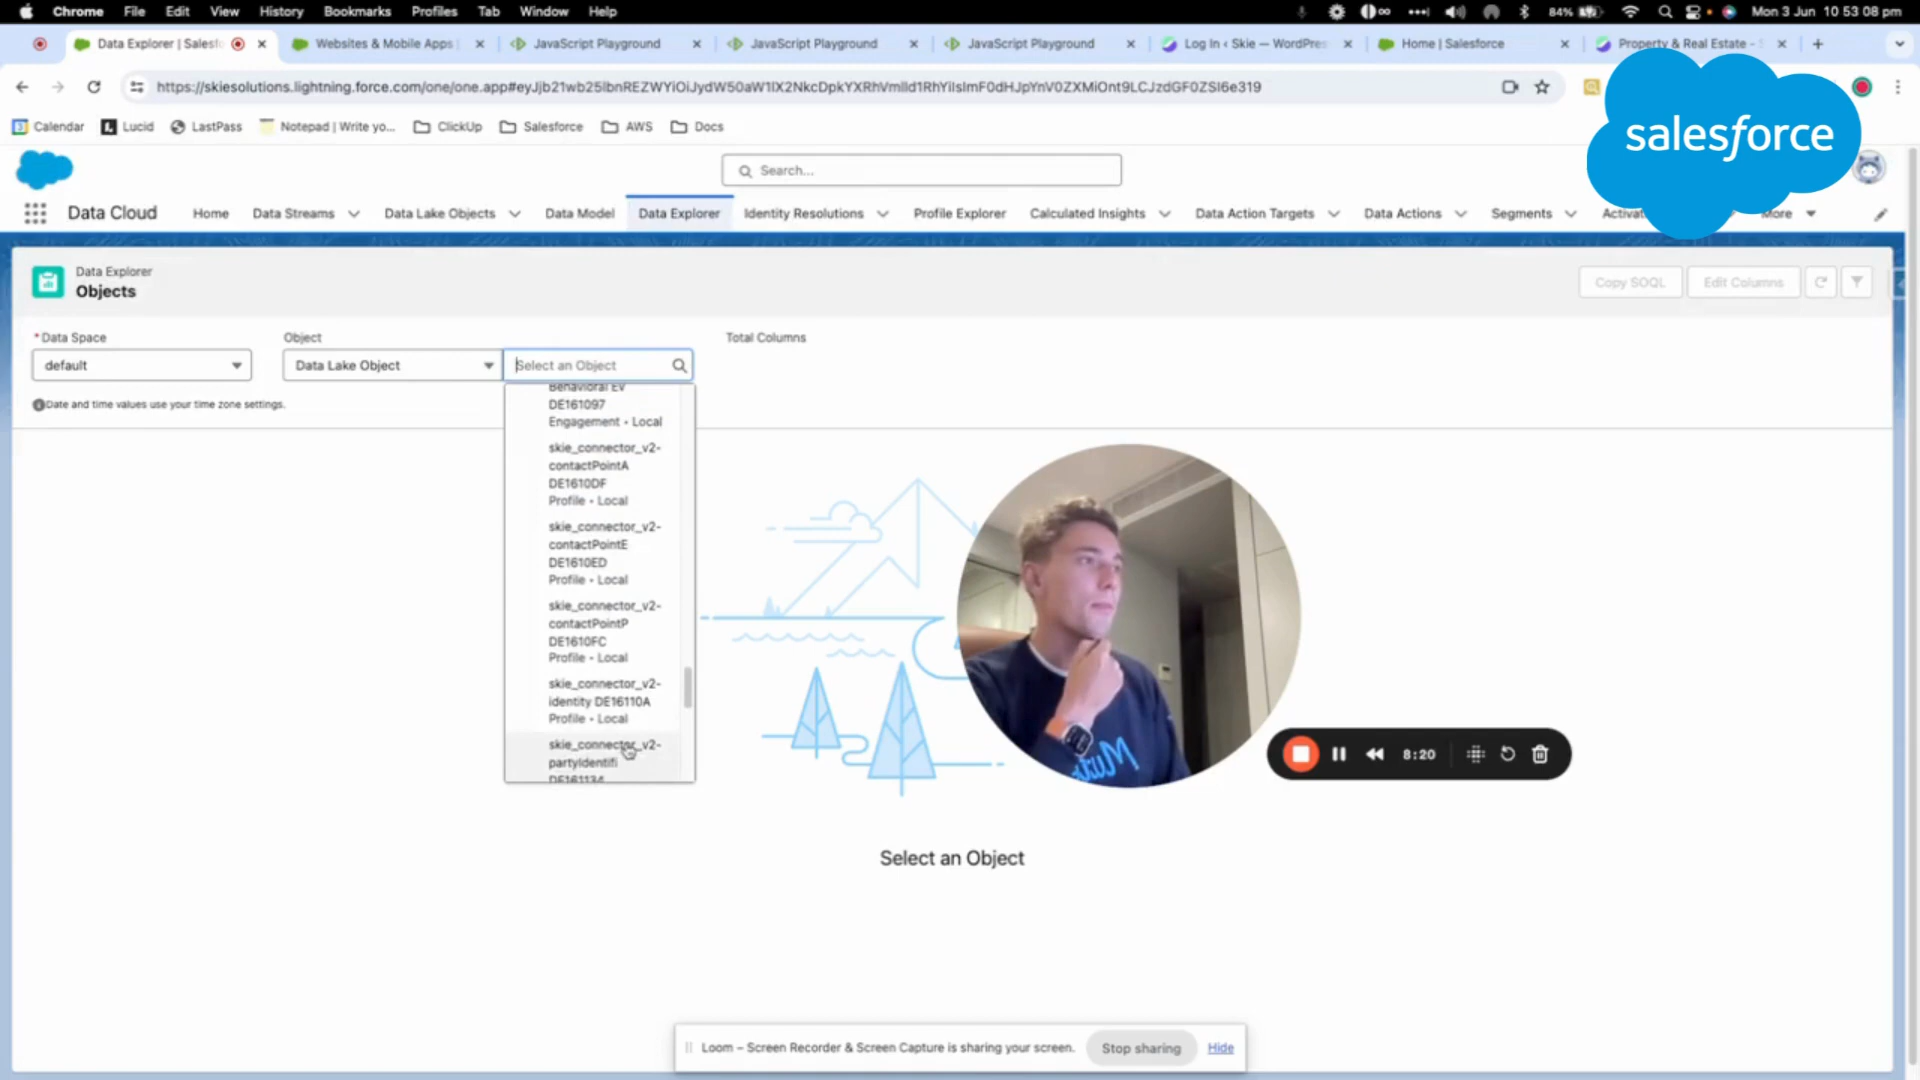 Chrome File Edit View History Bookmarks Profiles Tab Window Help
84% Mon 3 Jun 10 53 08 pm
Data Explorer | Salesf
Websites & Mobile Apps
JavaScript Playground
JavaScript Playground
JavaScript Playground
Log In ‹ Skie — WordPre
Home | Salesforce
Property & Real Estate -
https://skiesolutions.lightning.force.com/one/one.app#
Calendar Lucid LastPass Notepad | Write yo... ClickUp Salesforce AWS Docs
salesforce
Search...
Data Cloud Home Data Streams Data Lake Objects Data Model Data Explorer Identity Resolutions Profile Explorer Calculated Insights Data Action Targets Data Actions Segments Activat More
Data Explorer
Objects
Copy SOQL Edit Columns
*Data Space
default
Object
Data Lake Object
Select an Object
Total Columns
Date and time values use your time zone settings.
Behavioral EV
DE161097
Engagement • Local
skie_connector_v2-
contactPointA
DE1610DF
Profile • Local
skie_connector_v2-
contactPointE
DE1610ED
Profile • Local
skie_connector_v2-
contactPointP
DE1610FC
Profile • Local
skie_connector_v2-
identity DE16110A
Profile • Local
skie_connector_v2-
partyIdentifi
DE161134
8:20
Select an Object
Loom – Screen Recorder & Screen Capture is sharing your screen. Stop sharing Hide